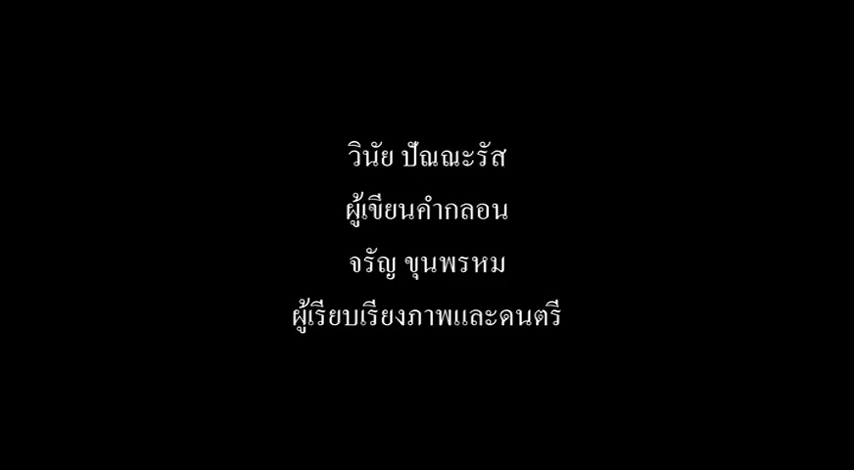 วินัย ปัณณะรัส
ผู้เขียนคำกลอน
จรัญ ขุนพรหม
ผู้เรียบเรียงภาพและดนตรี